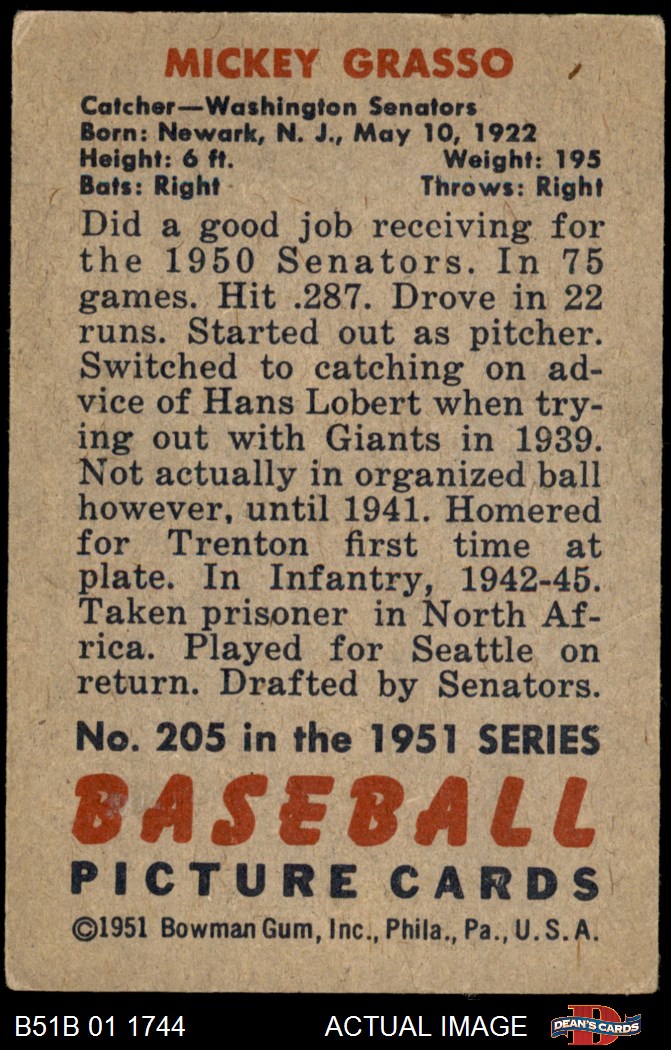 MICKEY GRASSO
Catcher—Washington Senators
Born: Newark, N. J., May 10, 1922
Height: 6 ft. Weight: 195
Bats: Right Throws: Right
Did a good job receiving for
the 1950 Senators. In 75
games. Hit .287. Drove in 22
runs. Started out as pitcher.
Switched to catching on ad-
vice of Hans Lobert when try-
ing out with Giants in 1939.
Not actually in organized ball
however, until 1941. Homered
for Trenton first time at
plate. In Infantry, 1942-45.
Taken prisoner in North Af-
rica. Played for Seattle on
return. Drafted by Senators.
No. 205 in the 1951 SERIES
BASEBALL
PICTURE CARDS
©1951 Bowman Gum, Inc., Phila., Pa., U. S. A.
B51B 01 1744 ACTUAL IMAGE D DEAN'S CARDS